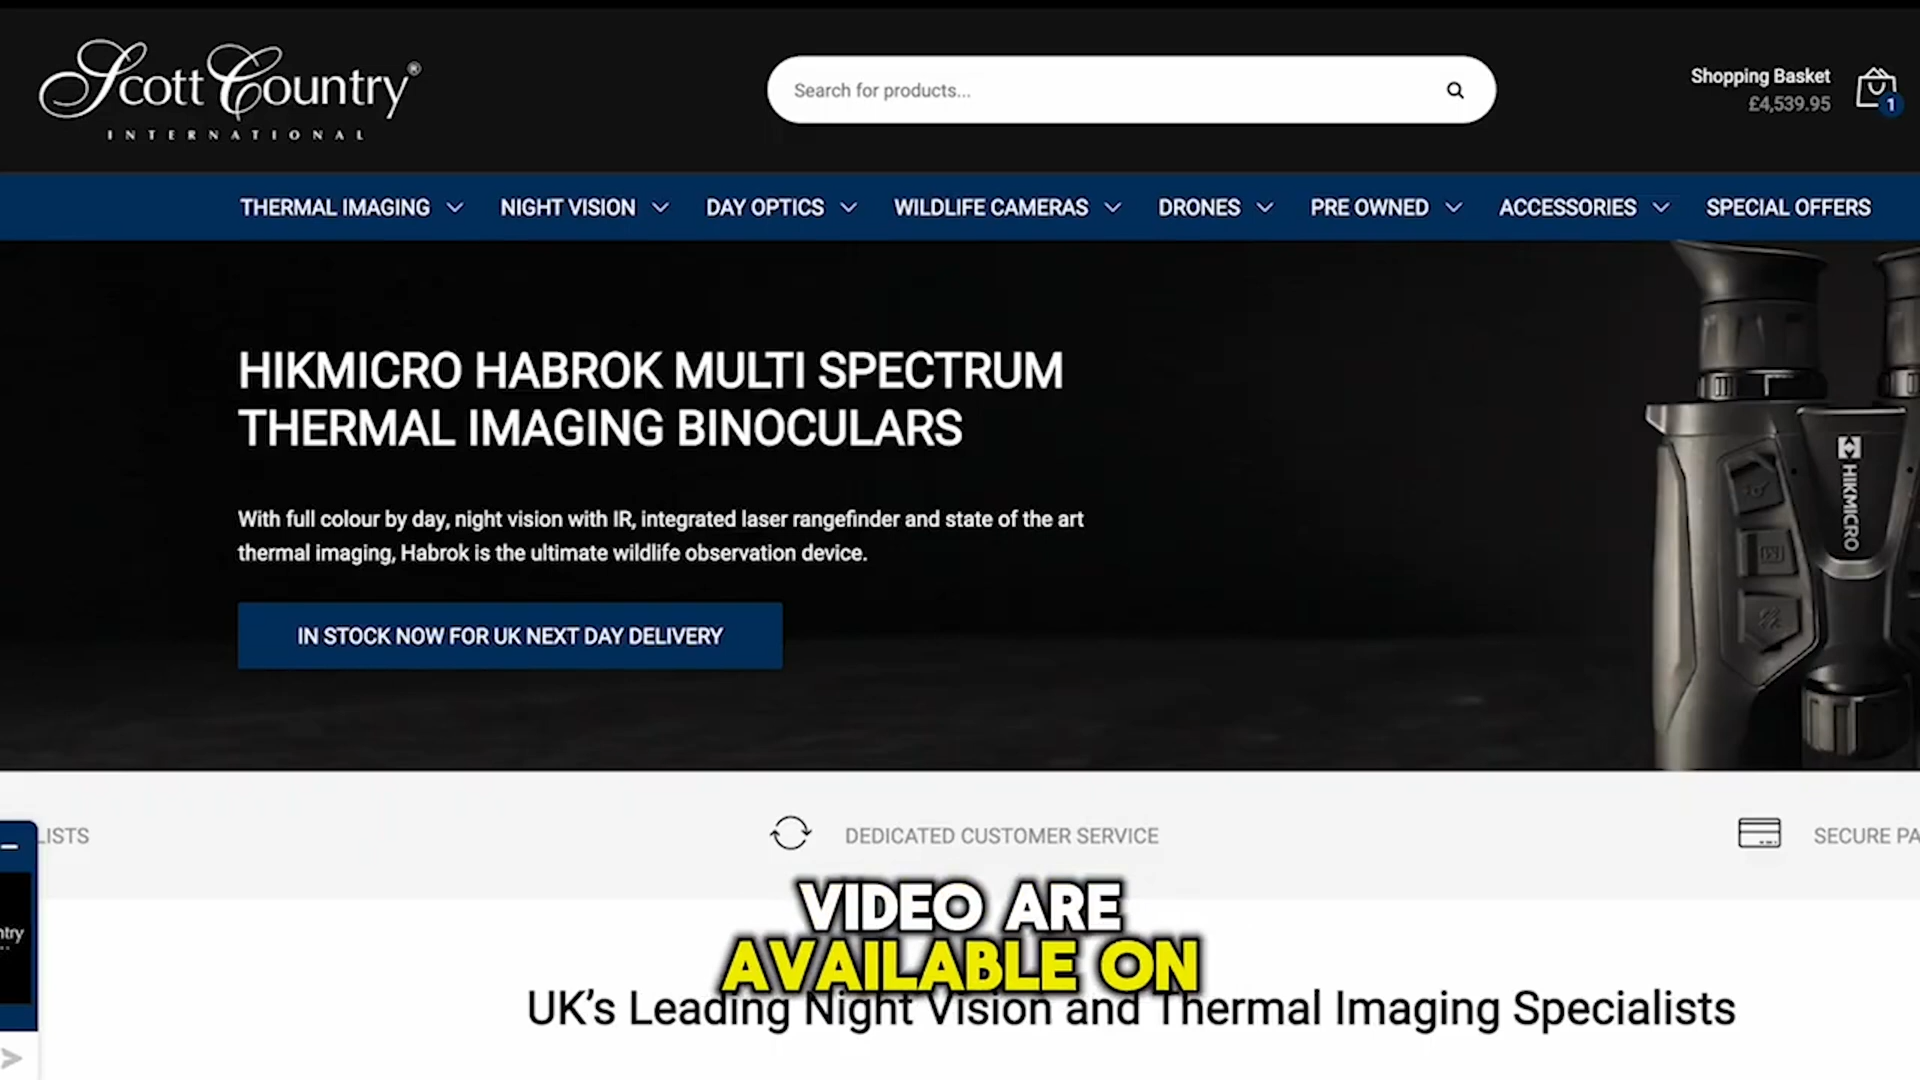 Scott Country®
INTERNATIONAL
Search for products...
Shopping Basket
£4,539.95
1
THERMAL IMAGING
NIGHT VISION
DAY OPTICS
WILDLIFE CAMERAS
DRONES
PRE OWNED
ACCESSORIES
SPECIAL OFFERS
HIKMICRO HABROK MULTI SPECTRUM
THERMAL IMAGING BINOCULARS
With full colour by day, night vision with IR, integrated laser rangefinder and state of the art
thermal imaging, Habrok is the ultimate wildlife observation device.
IN STOCK NOW FOR UK NEXT DAY DELIVERY
HIKMICRO
LISTS
DEDICATED CUSTOMER SERVICE
SECURE PA
ntry
VIDEO ARE
AVAILABLE ON
UK's Leading Night Vision and Thermal Imaging Specialists